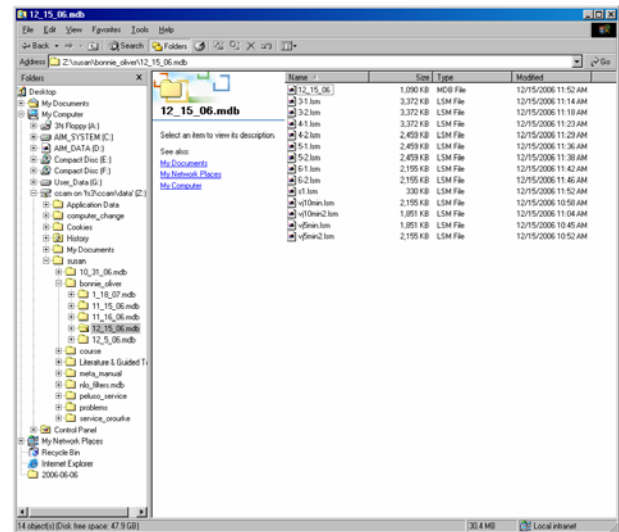 12_15_06.mdb
File Edit View Favorites Tools Help
Back Search Folders
Address Z:\susan\bonnie_oliver\12_15_06.mdb Go
Folders X
Desktop
My Documents
My Computer
3½ Floppy (A:)
AIM_SYSTEM (C:)
AIM_DATA (D:)
Compact Disc (E:)
Compact Disc (F:)
User_Data (G:)
ccam on 'ls3\ccam\data' (Z:)
Application Data
computer_change
Cookies
History
My Documents
susan
10_31_06.mdb
bonnie_oliver
1_18_07.mdb
11_15_06.mdb
11_16_06.mdb
12_15_06.mdb
12_5_06.mdb
course
Literature & Guided T
meta_manual
nlo_filters.mdb
peluso_service
problems
service_orourke
Control Panel
My Network Places
Recycle Bin
Internet Explorer
2006-06-06
12_15_06.mdb
Select an item to view its description.
See also:
My Documents
My Network Places
My Computer
Name Size Type Modified
12_15_06 1,090 KB MDB File 12/15/2006 11:52 AM
3-1.lsm 3,372 KB LSM File 12/15/2006 11:14 AM
3-2.lsm 3,372 KB LSM File 12/15/2006 11:18 AM
4-1.lsm 3,372 KB LSM File 12/15/2006 11:23 AM
4-2.lsm 2,459 KB LSM File 12/15/2006 11:29 AM
5-1.lsm 2,459 KB LSM File 12/15/2006 11:36 AM
5-2.lsm 2,459 KB LSM File 12/15/2006 11:38 AM
6-1.lsm 2,155 KB LSM File 12/15/2006 11:42 AM
6-2.lsm 2,155 KB LSM File 12/15/2006 11:46 AM
s1.lsm 330 KB LSM File 12/15/2006 11:52 AM
vj10min.lsm 2,155 KB LSM File 12/15/2006 10:58 AM
vj10min2.lsm 1,851 KB LSM File 12/15/2006 11:04 AM
vj5min.lsm 1,851 KB LSM File 12/15/2006 10:45 AM
vj5min2.lsm 2,155 KB LSM File 12/15/2006 10:52 AM
14 object(s) (Disk free space: 47.9 GB) 30.4 MB Local intranet